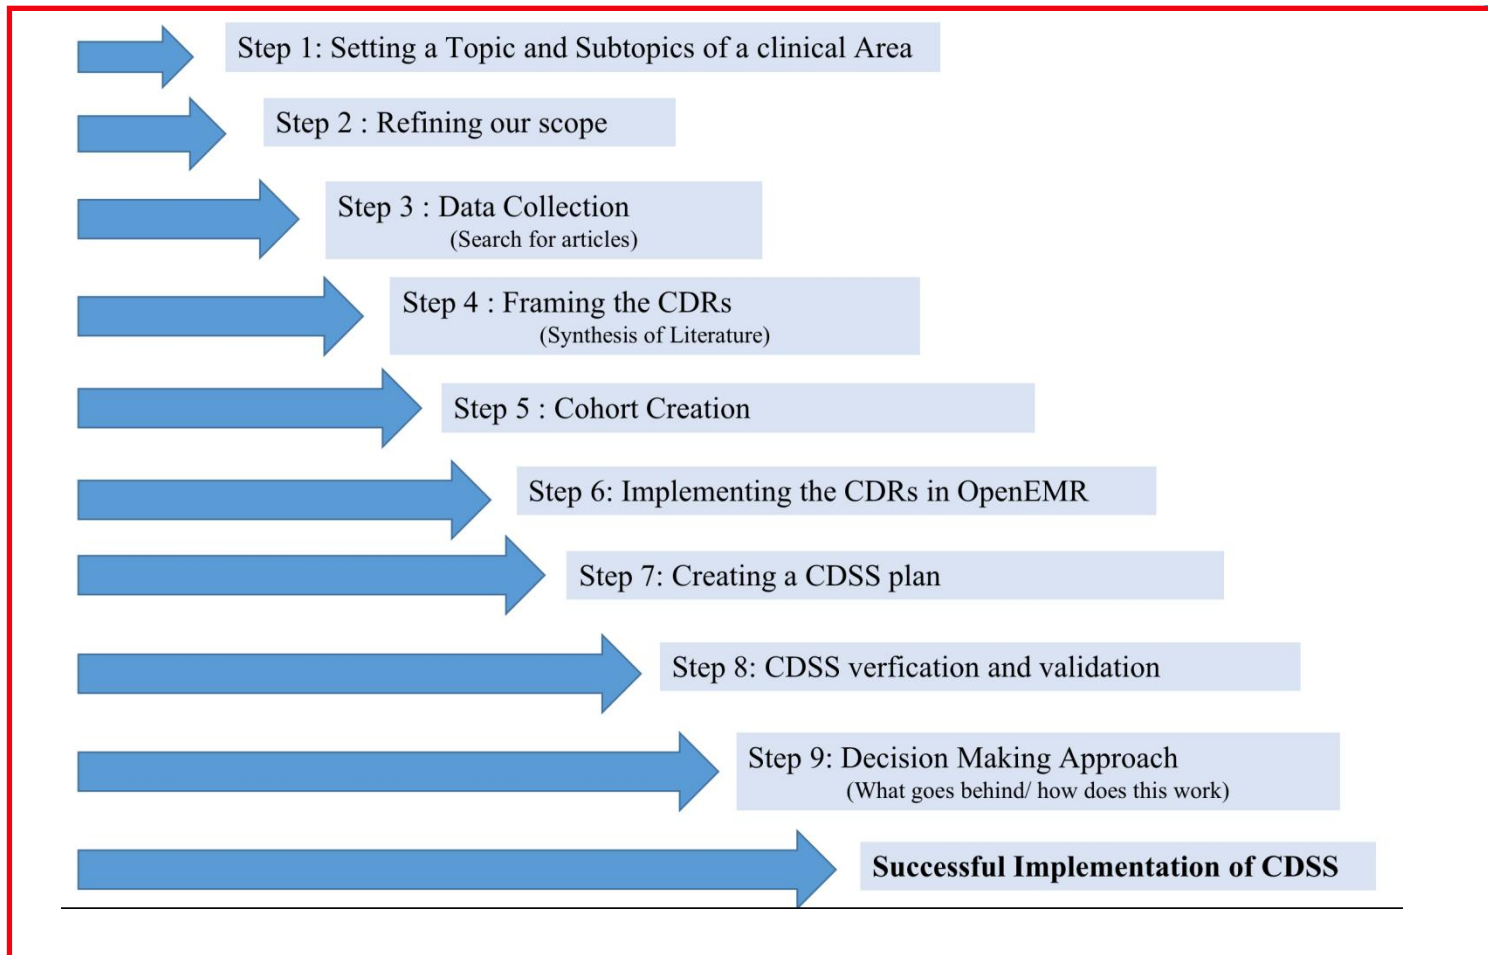 Step 1: Setting a Topic and Subtopics of a clinical Area
Step 2 : Refining our scope
Step 3 : Data Collection
(Search for articles)
Step 4 : Framing the CDRs
(Synthesis of Literature)
Step 5 : Cohort Creation
Step 6: Implementing the CDRs in OpenEMR
Step 7: Creating a CDSS plan
Step 8: CDSS verfication and validation
Step 9: Decision Making Approach
(What goes behind/ how does this work)
Successful Implementation of CDSS